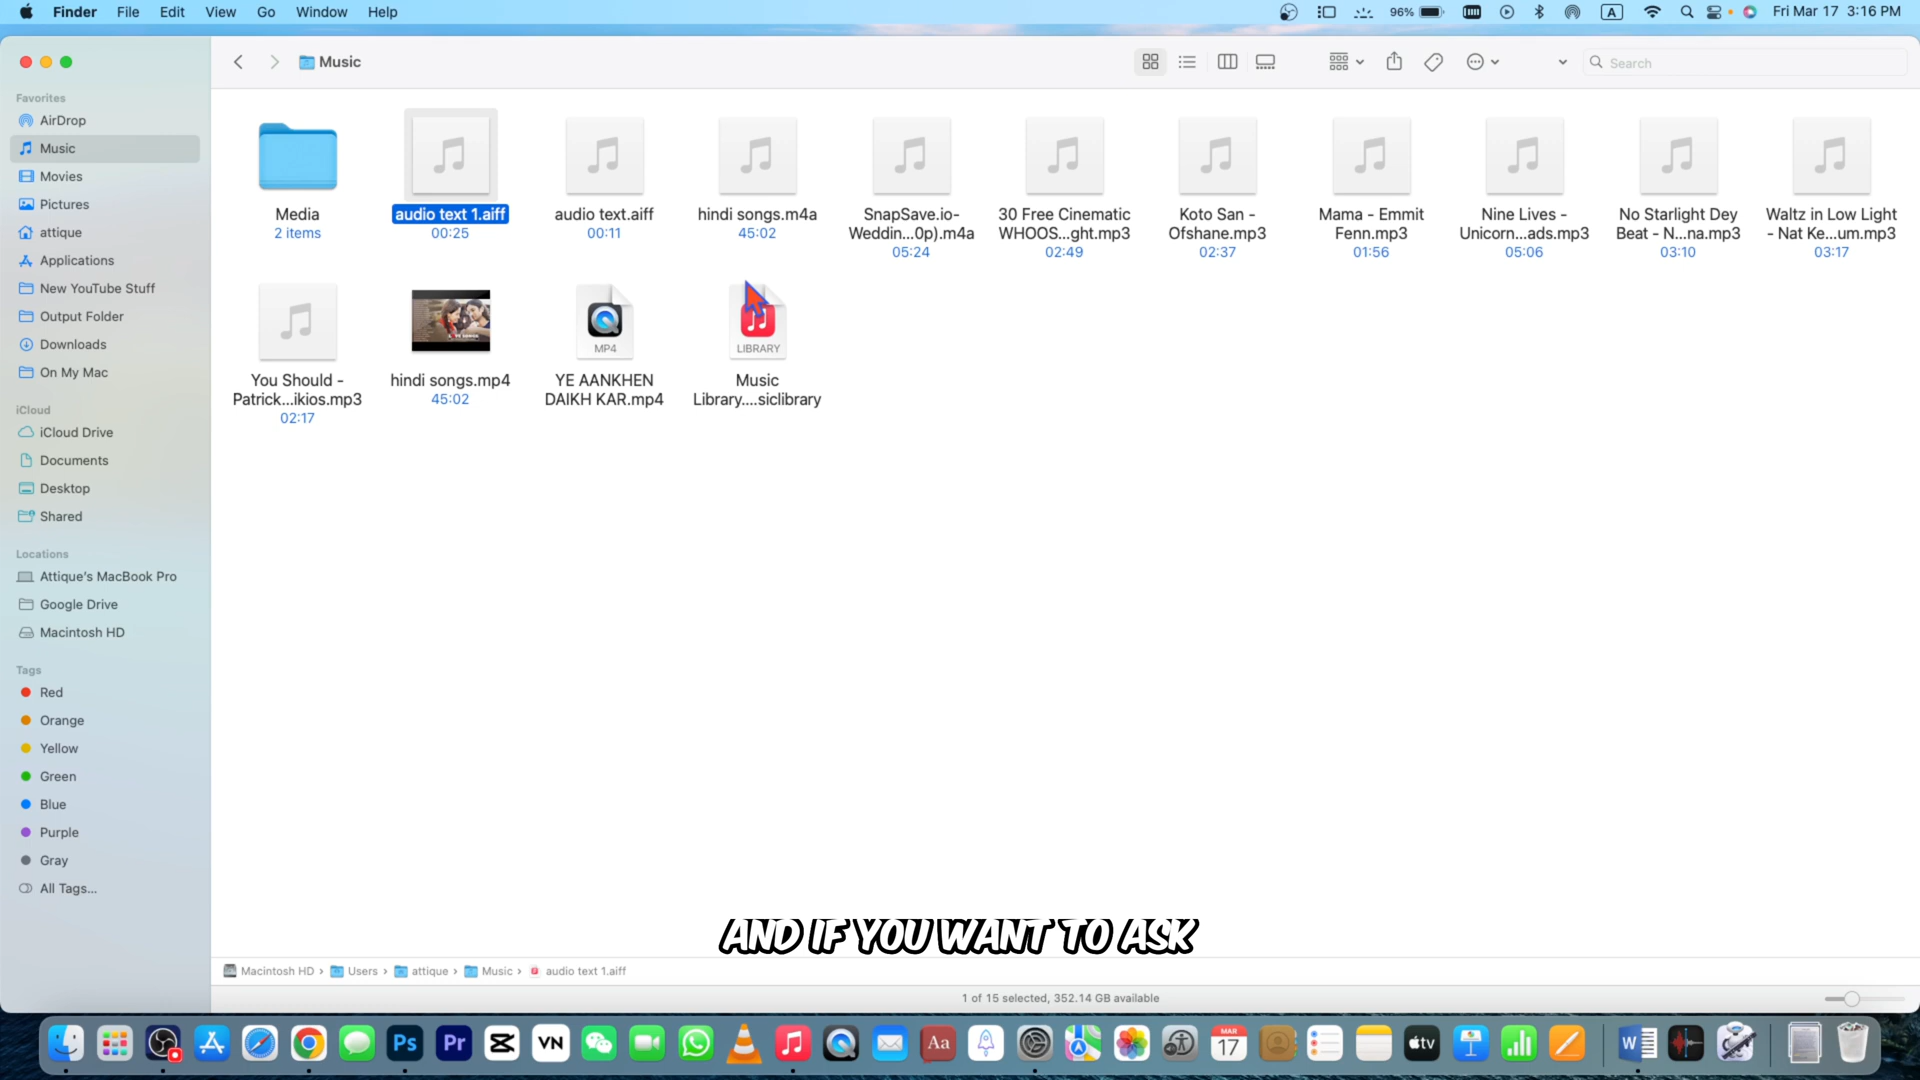 Finder File Edit View Go Window Help
96% A Fri Mar 17 3:16 PM
Music
Search
Favorites
AirDrop
Music
Movies
Pictures
attique
Applications
New YouTube Stuff
Output Folder
Downloads
On My Mac
iCloud
iCloud Drive
Documents
Desktop
Shared
Locations
Attique's MacBook Pro
Google Drive
Macintosh HD
Tags
Red
Orange
Yellow
Green
Blue
Purple
Gray
All Tags...
Media
2 items
audio text 1.aiff
00:25
audio text.aiff
00:11
hindi songs.m4a
45:02
SnapSave.io-
Weddin...0p).m4a
05:24
30 Free Cinematic
WHOOS...ght.mp3
02:49
Koto San -
Ofshane.mp3
02:37
Mama - Emmit
Fenn.mp3
01:56
Nine Lives -
Unicorn...ads.mp3
05:06
No Starlight Dey
Beat - N...na.mp3
03:10
Waltz in Low Light
- Nat Ke...um.mp3
03:17
You Should -
Patrick...ikios.mp3
02:17
hindi songs.mp4
45:02
MP4
YE AANKHEN
DAIKH KAR.mp4
LIBRARY
Music
Library....siclibrary
AND IF YOU WANT TO ASK
Macintosh HD › Users › attique › Music › audio text 1.aiff
1 of 15 selected, 352.14 GB available
Ps Pr VN Aa MAR 17 tv W